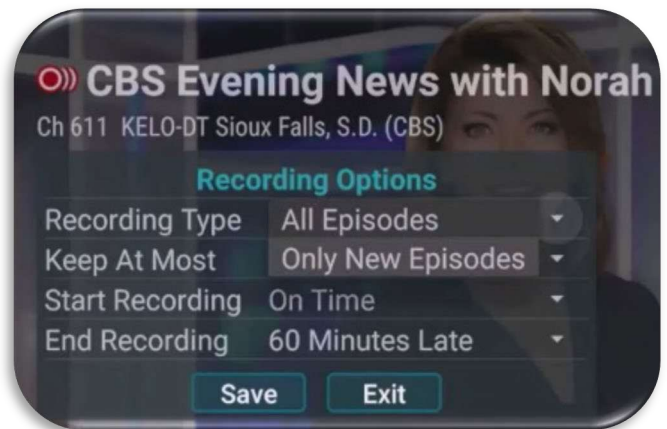 CBS Evening News with Norah
Ch 611 KELO-DT Sioux Falls, S.D. (CBS)
Recording Options
Recording Type All Episodes
Keep At Most Only New Episodes
Start Recording On Time
End Recording 60 Minutes Late
Save Exit